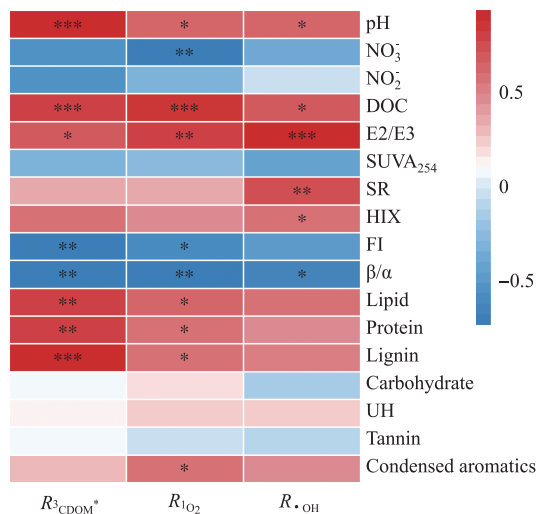 *** * * pH
** NO₃⁻
NO₂⁻
*** *** * DOC
* ** *** E2/E3
SUVA₂₅₄
** SR
* HIX
** * FI
** ** * β/α
** * Lipid
** * Protein
*** * Lignin
Carbohydrate
UH
Tannin
* Condensed aromatics
0.5
0
−0.5
R³CDOM* R¹O₂ R•OH